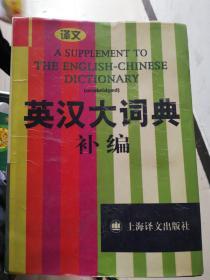 译文
A SUPPLEMENT TO
THE ENGLISH-CHINESE
DICTIONARY
(unabridged)
英汉大词典
补编
上海译文出版社